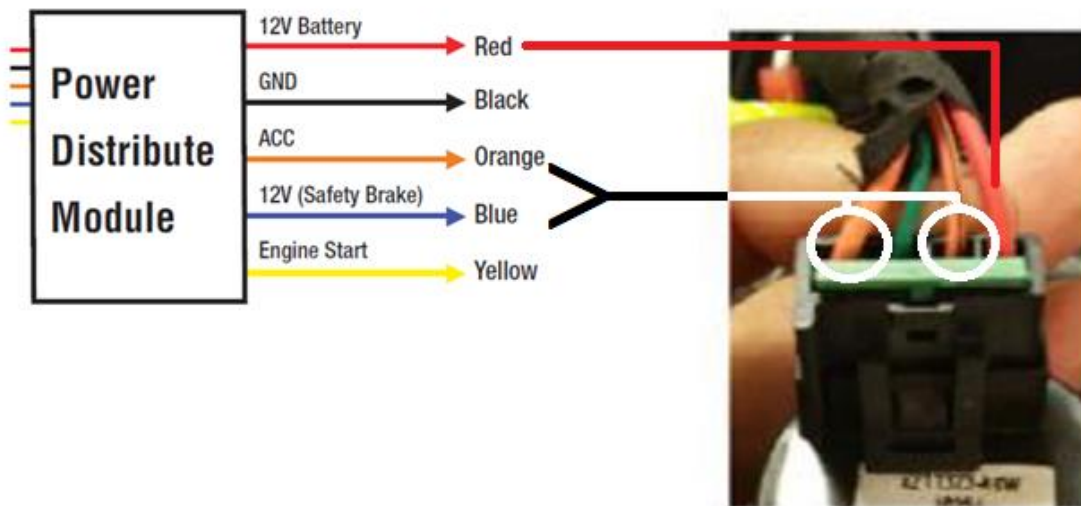 12V Battery
Red
Power
Distribute
Module
GND
Black
ACC
Orange
12V (Safety Brake)
Blue
Engine Start
Yellow